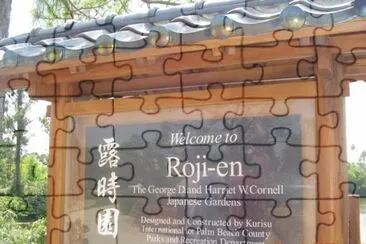 露時園
Welcome to
Roji-en
The George D. and Harriet W. Cornell
Japanese Gardens
Designed and Constructed by Kurisu
International for Palm Beach County
Parks and Recreation Department